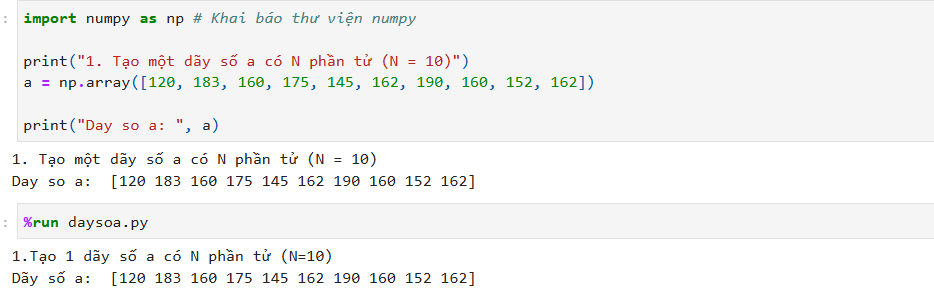 : import numpy as np # Khai báo thư viện numpy
print("1. Tạo một dãy số a có N phần tử (N = 10)")
a = np.array([120, 183, 160, 175, 145, 162, 190, 160, 152, 162])
print("Day so a: ", a)
1. Tạo một dãy số a có N phần tử (N = 10)
Day so a:  [120 183 160 175 145 162 190 160 152 162]
: %run daysoa.py
1.Tạo 1 dãy số a có N phần tử (N=10)
Dãy số a:  [120 183 160 175 145 162 190 160 152 162]